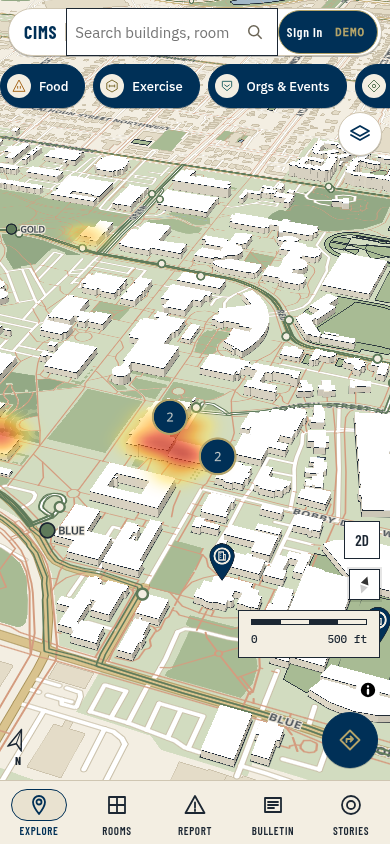 CIMS
Search buildings, room
Sign In DEMO
Food
Exercise
Orgs & Events
GOLD
2
2
BLUE
BOBBY D
2D
0 500 ft
BLUE
N
EXPLORE
ROOMS
REPORT
BULLETIN
STORIES